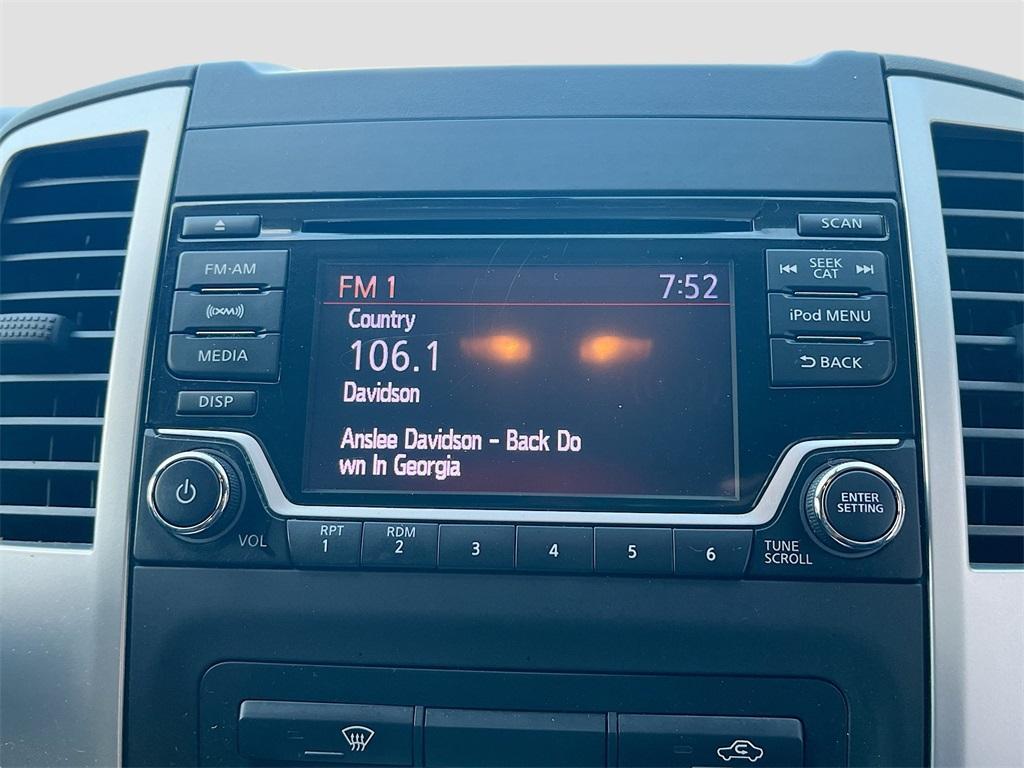 SCAN
FM·AM
SEEK
CAT
FM 1
7:52
((XM))
Country
iPod MENU
106.1
MEDIA
BACK
Davidson
DISP
Anslee Davidson - Back Do
wn In Georgia
ENTER
SETTING
VOL
RPT
1
RDM
2
3
4
5
6
TUNE
SCROLL